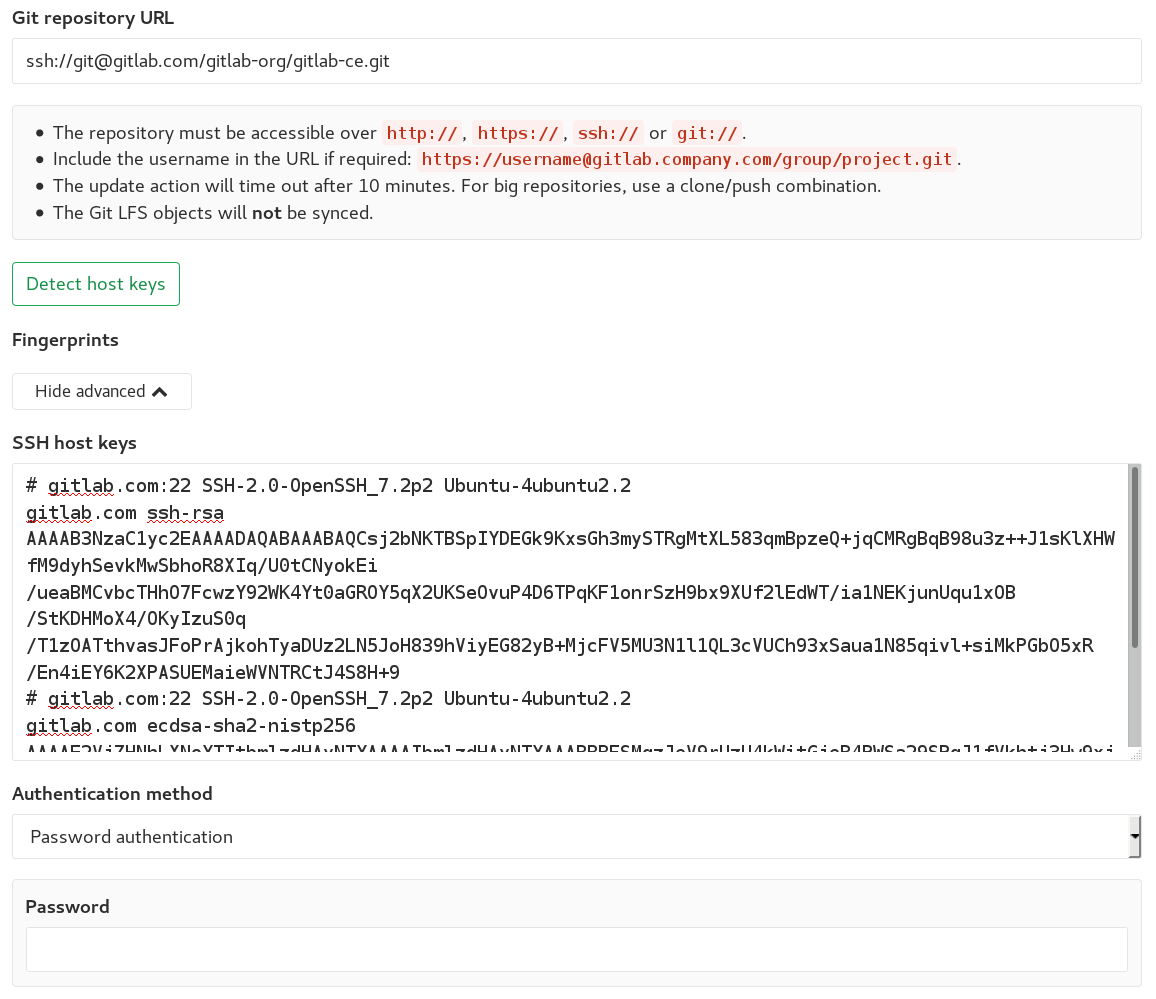 Git repository URL
ssh://git@gitlab.com/gitlab-org/gitlab-ce.git
• The repository must be accessible over http://, https://, ssh:// or git://.
• Include the username in the URL if required: https://username@gitlab.company.com/group/project.git.
• The update action will time out after 10 minutes. For big repositories, use a clone/push combination.
• The Git LFS objects will not be synced.
Detect host keys
Fingerprints
Hide advanced
SSH host keys
# gitlab.com:22 SSH-2.0-OpenSSH_7.2p2 Ubuntu-4ubuntu2.2
gitlab.com ssh-rsa
AAAAB3NzaC1yc2EAAAADAQABAAABAQCsj2bNKTBSpIYDEGk9KxsGh3mySTRgMtXL583qmBpzeQ+jqCMRgBqB98u3z++J1sKlXHW
fM9dyhSevkMwSbhoR8XIq/U0tCNyokEi
/ueaBMCvbcTHhO7FcwzY92WK4Yt0aGROY5qX2UKSeOvuP4D6TPqKF1onrSzH9bx9XUf2lEdWT/ia1NEKjunUqu1xOB
/StKDHMoX4/OKyIzuS0q
/T1zOATthvasJFoPrAjkohTyaDUz2LN5JoH839hViyEG82yB+MjcFV5MU3N1l1QL3cVUCh93xSaua1N85qivl+siMkPGbO5xR
/En4iEY6K2XPASUEMaieWVNTRCtJ4S8H+9
# gitlab.com:22 SSH-2.0-OpenSSH_7.2p2 Ubuntu-4ubuntu2.2
gitlab.com ecdsa-sha2-nistp256
Authentication method
Password authentication
Password